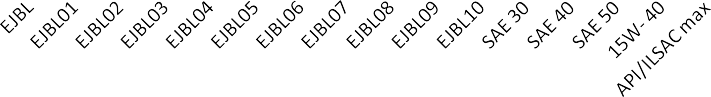 EJBL
EJBL01
EJBL02
EJBL03
EJBL04
EJBL05
EJBL06
EJBL07
EJBL08
EJBL09
EJBL10
SAE 30
SAE 40
SAE 50
15W- 40
API/ILSAC max